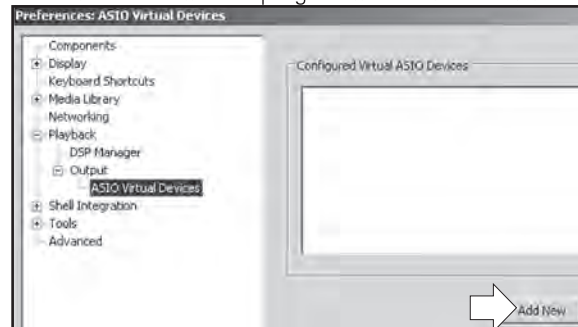 Preferences: ASIO Virtual Devices
Components
Display
Keyboard Shortcuts
Media Library
Networking
Playback
DSP Manager
Output
ASIO Virtual Devices
Shell Integration
Tools
Advanced
Configured Virtual ASIO Devices
Add New